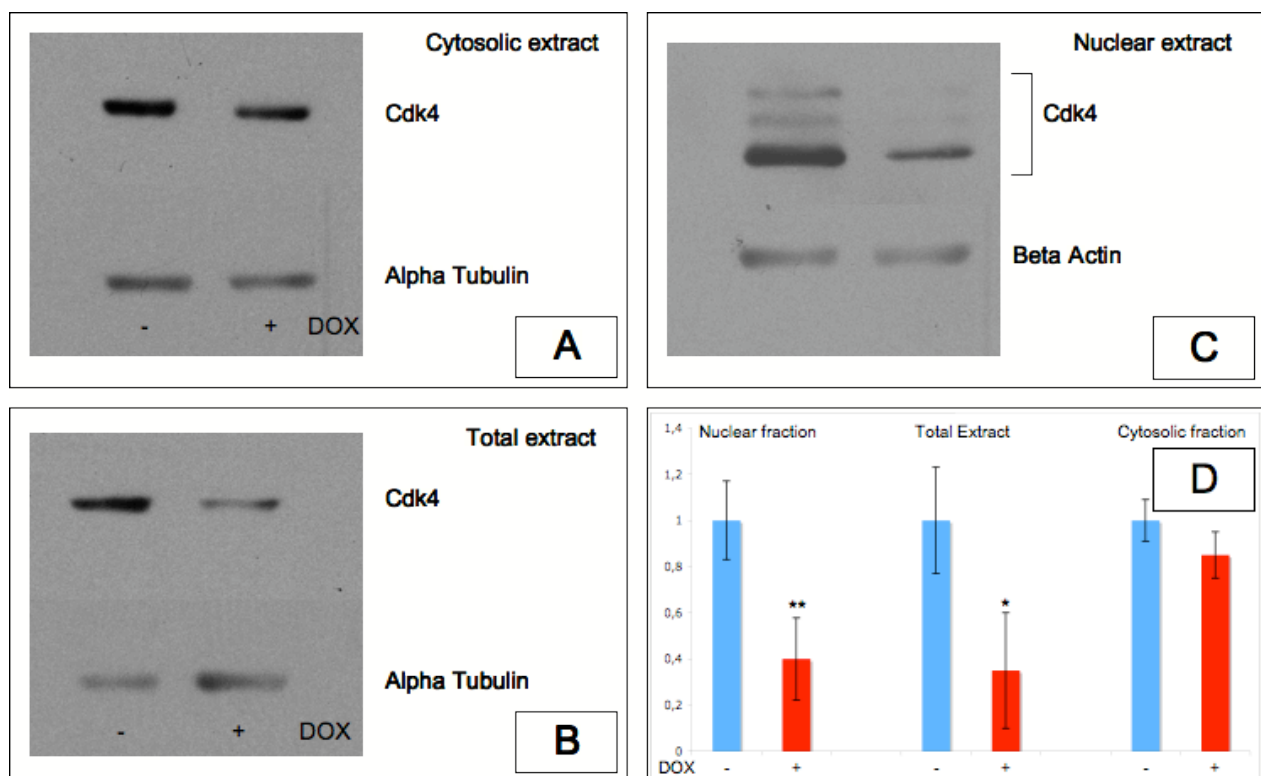 Cytosolic extract
Cdk4
Alpha Tubulin
- + DOX
A
Nuclear extract
Cdk4
Beta Actin
C
Total extract
Cdk4
Alpha Tubulin
- + DOX
B
Nuclear fraction Total Extract Cytosolic fraction
D
1,4
1,2
1
0,8
0,6
0,4
0,2
0
** *
DOX - + - + - +